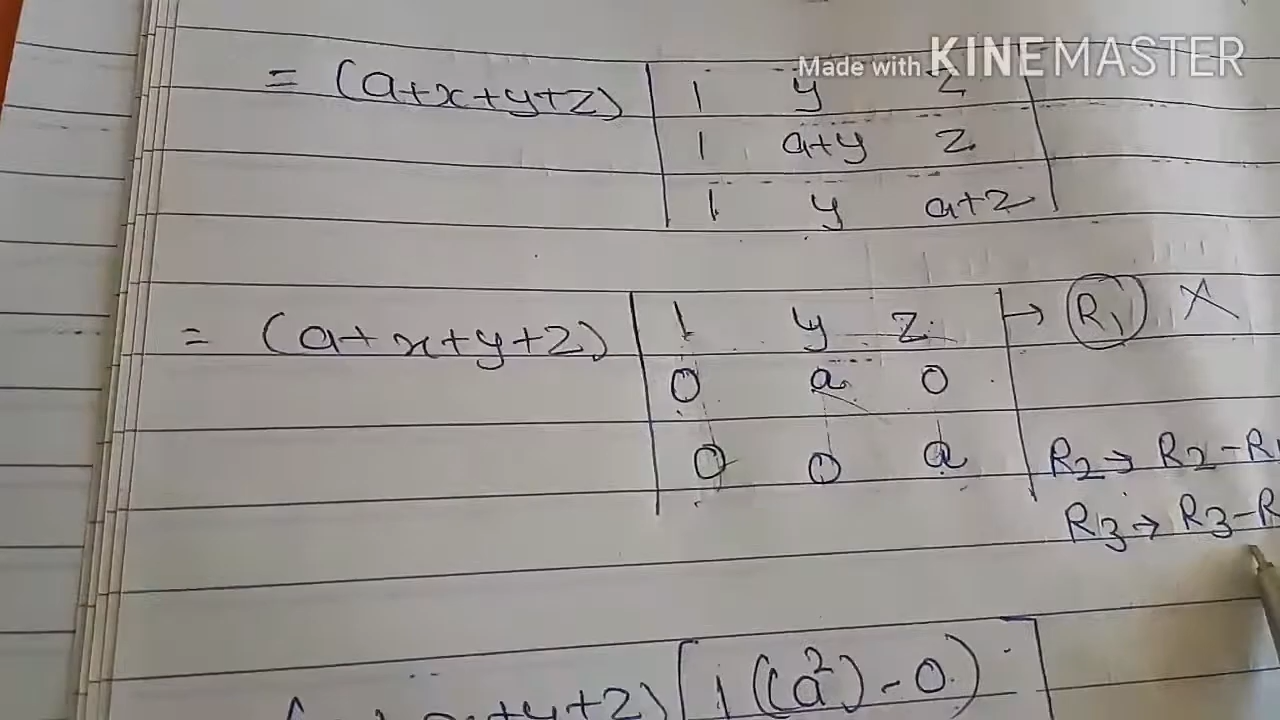 Made with KINEMASTER
= (a+x+y+z) | 1 y z |
| 1 a+y z |
| 1 y a+z |
= (a+x+y+z) | 1 y z | → R1 ×
| 0 a 0 |
| 0 0 a | R2 → R2-R1
R3 → R3-R
x+y+z) [1((a²)-0)]